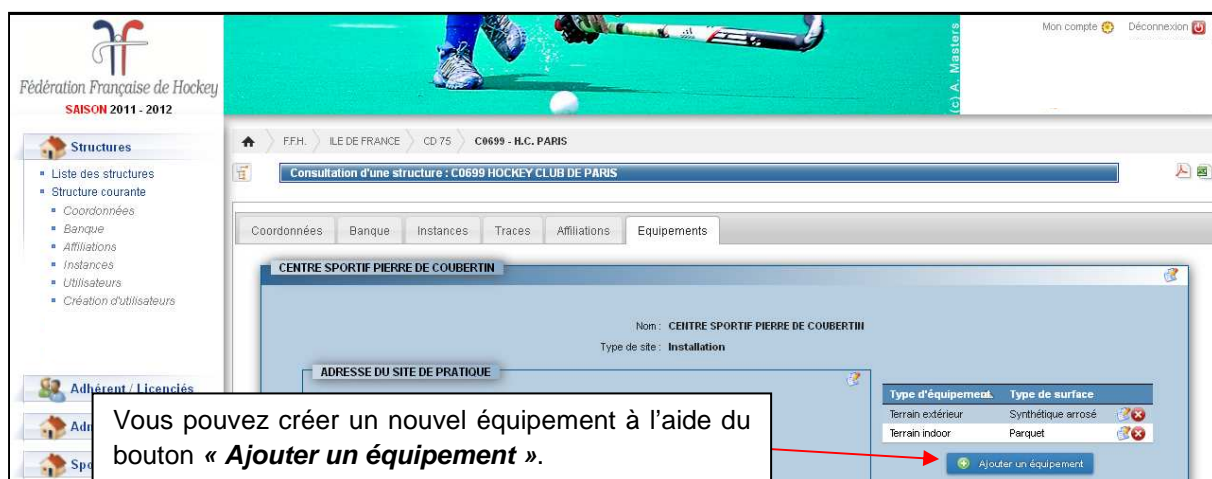 Mon compte
Déconnexion
(c) A. Masters
Fédération Française de Hockey
SAISON 2011 - 2012
Structures
Liste des structures
Structure courante
Coordonnées
Banque
Affiliations
Instances
Utilisateurs
Création d'utilisateurs
Adhérent / Licenciés
F.F.H.
ILE DE FRANCE
CD 75
C0699 - H.C. PARIS
Consultation d'une structure : C0699 HOCKEY CLUB DE PARIS
Coordonnées
Banque
Instances
Traces
Affiliations
Equipements
CENTRE SPORTIF PIERRE DE COUBERTIN
Nom : CENTRE SPORTIF PIERRE DE COUBERTIN
Type de site : Installation
ADRESSE DU SITE DE PRATIQUE
Type de surface
Terrain extérieur Synthétique arrosé
Terrain indoor Parquet
Ajouter un équipement
Vous pouvez créer un nouvel équipement à l'aide du
bouton « Ajouter un équipement ».